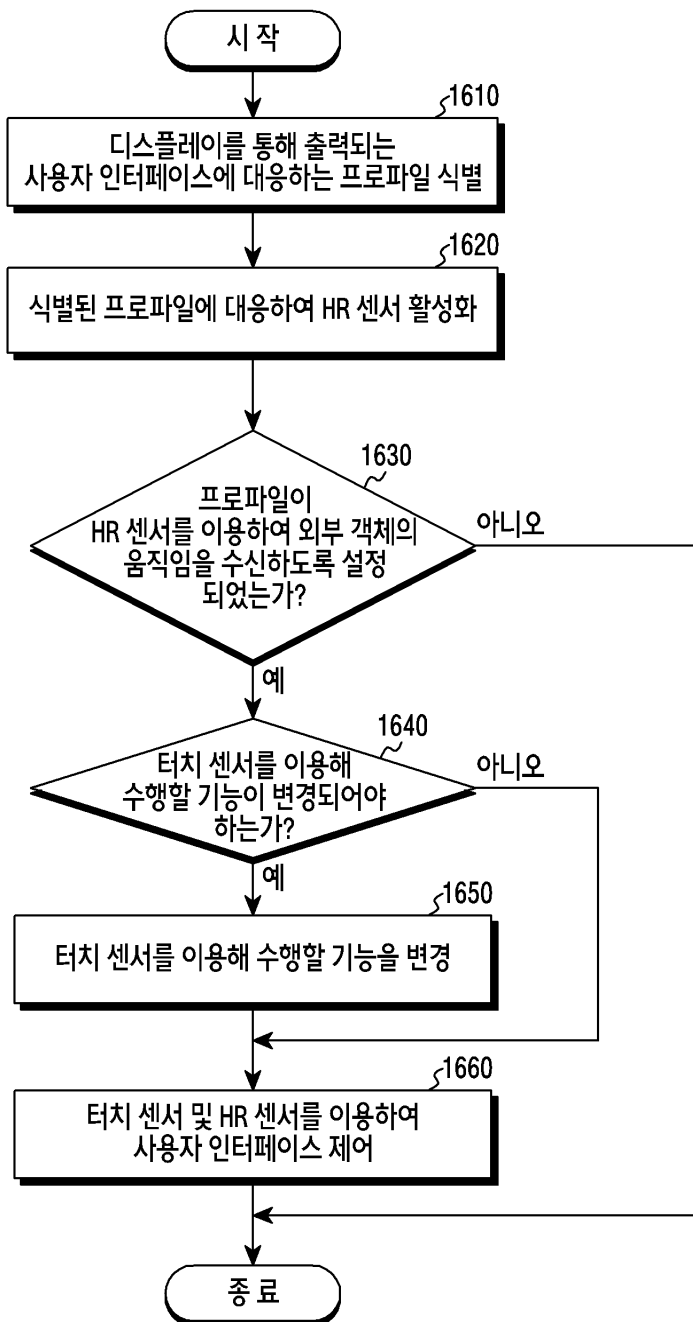 시 작
1610
디스플레이를 통해 출력되는
사용자 인터페이스에 대응하는 프로파일 식별
1620
식별된 프로파일에 대응하여 HR 센서 활성화
1630
프로파일이
HR 센서를 이용하여 외부 객체의
움직임을 수신하도록 설정
되었는가?
아니오
예
1640
터치 센서를 이용해
수행할 기능이 변경되어야
하는가?
아니오
예
1650
터치 센서를 이용해 수행할 기능을 변경
1660
터치 센서 및 HR 센서를 이용하여
사용자 인터페이스 제어
종 료